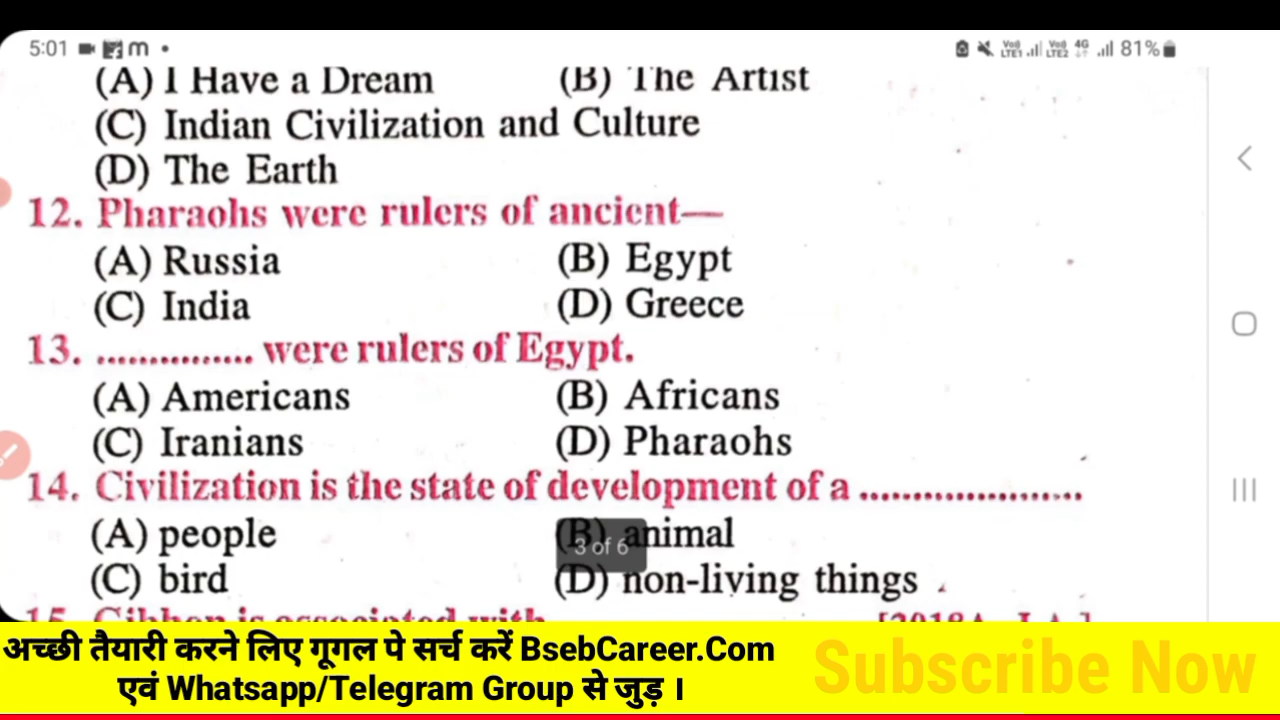 5:01 81%
(A) I Have a Dream (B) The Artist
(C) Indian Civilization and Culture
(D) The Earth
12. Pharaohs were rulers of ancient—
(A) Russia (B) Egypt
(C) India (D) Greece
13. ............... were rulers of Egypt.
(A) Americans (B) Africans
(C) Iranians (D) Pharaohs
14. Civilization is the state of development of a .....................
(A) people (B) animal
3 of 6
(C) bird (D) non-living things
15. Gibbon is associated with
अच्छी तैयारी करने लिए गूगल पे सर्च करें BsebCareer.Com
एवं Whatsapp/Telegram Group से जुड़ ।
Subscribe Now